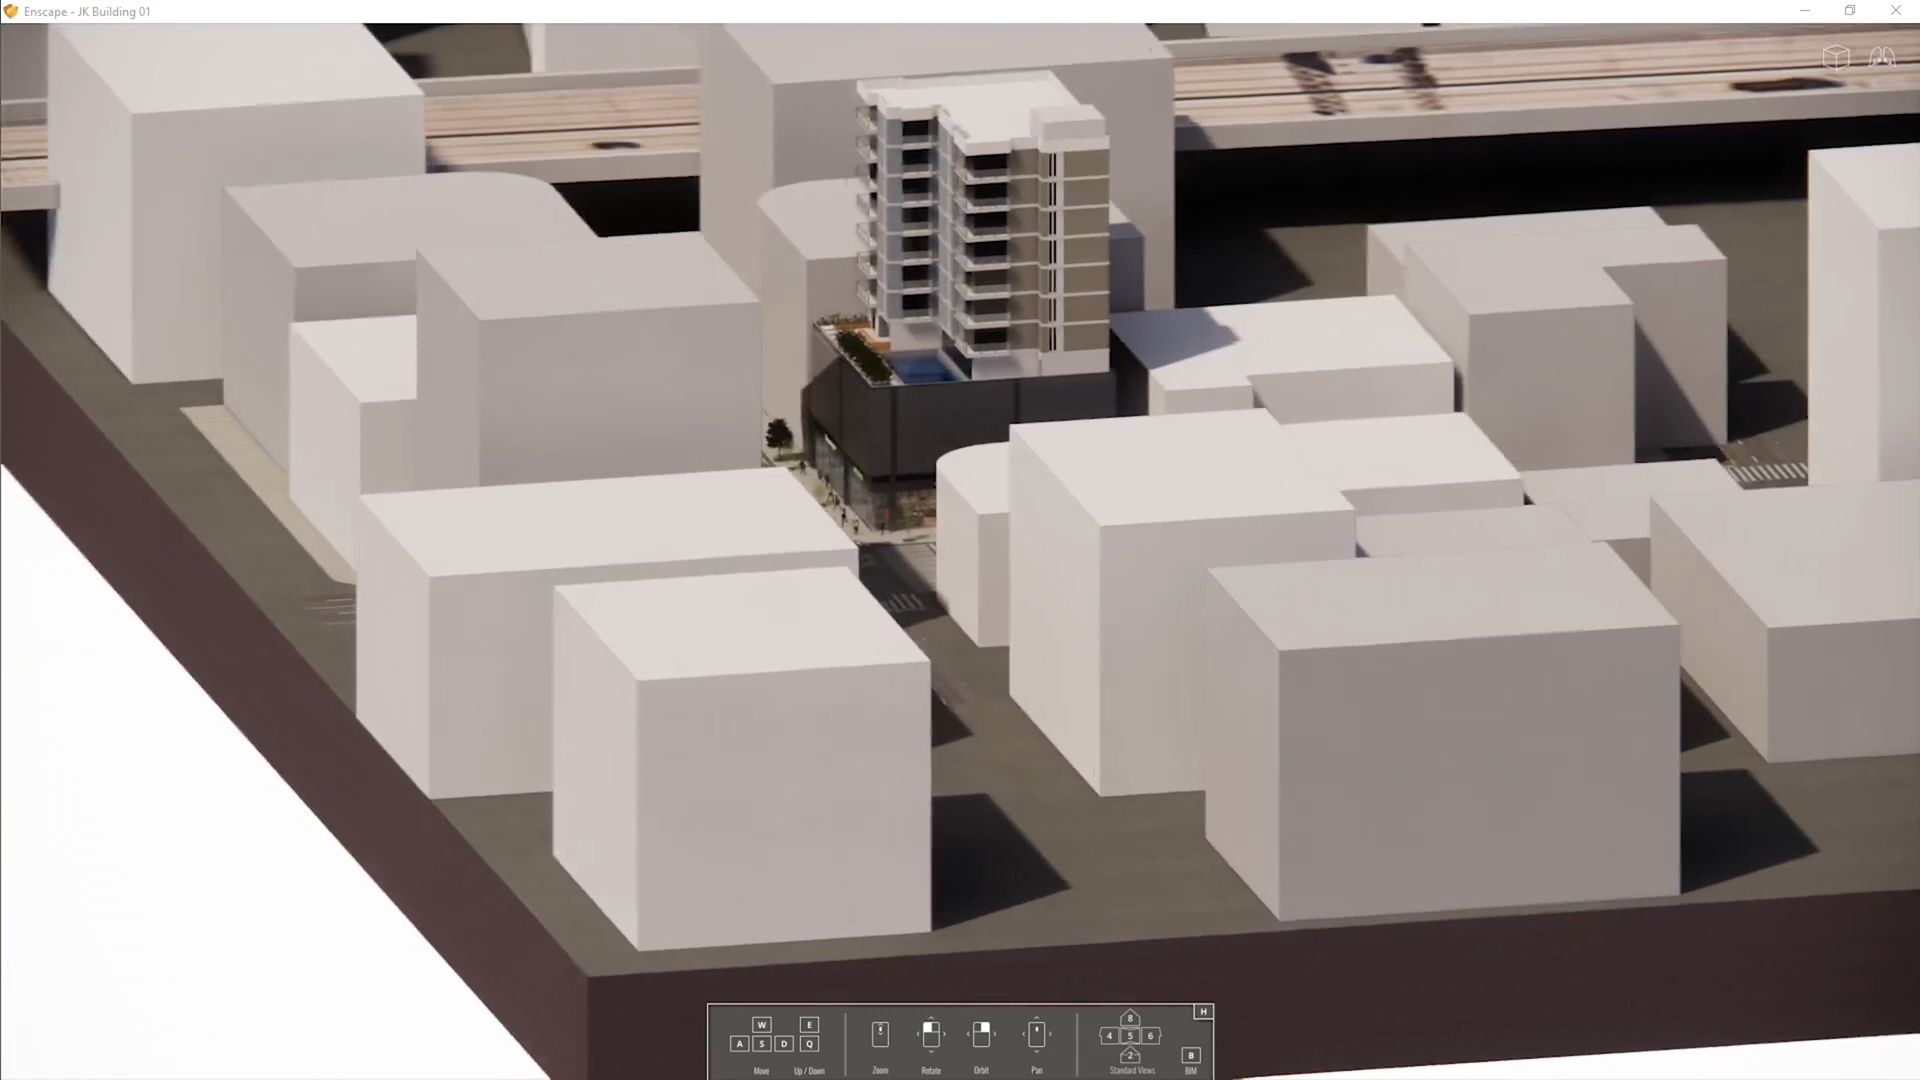 Enscape - JK Building 01
H
W E
A S D Q
Move Up / Down Zoom Rotate Orbit Pan
8
4 5 6
2
Standard Views
B
BIM